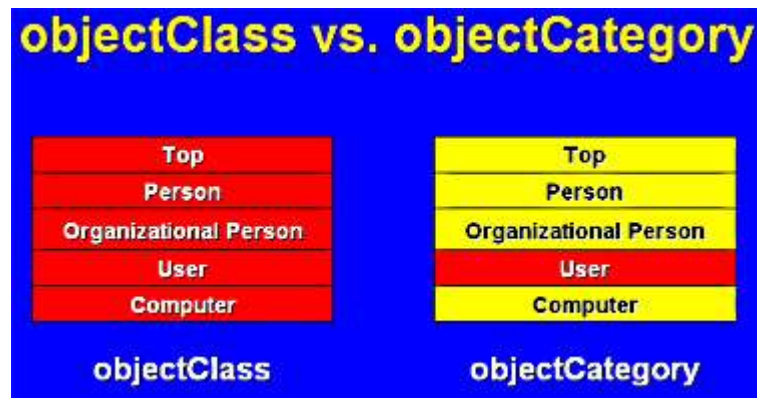 objectClass vs. objectCategory
Top
Person
Organizational Person
User
Computer
objectClass
Top
Person
Organizational Person
User
Computer
objectCategory